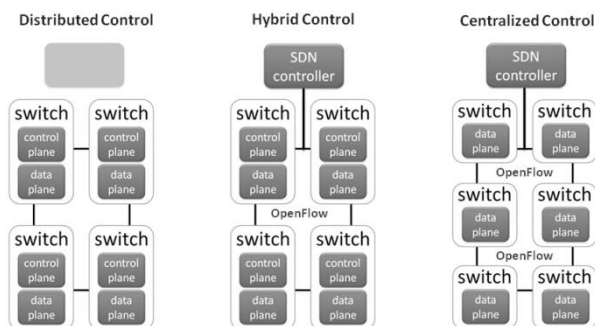 Distributed Control
Hybrid Control
Centralized Control
SDN
controller
SDN
controller
switch
control
plane
data
plane
switch
control
plane
data
plane
switch
control
plane
data
plane
switch
control
plane
data
plane
switch
control
plane
data
plane
switch
control
plane
data
plane
OpenFlow
switch
control
plane
data
plane
switch
control
plane
data
plane
switch
data
plane
switch
data
plane
OpenFlow
switch
data
plane
switch
data
plane
OpenFlow
switch
data
plane
switch
data
plane